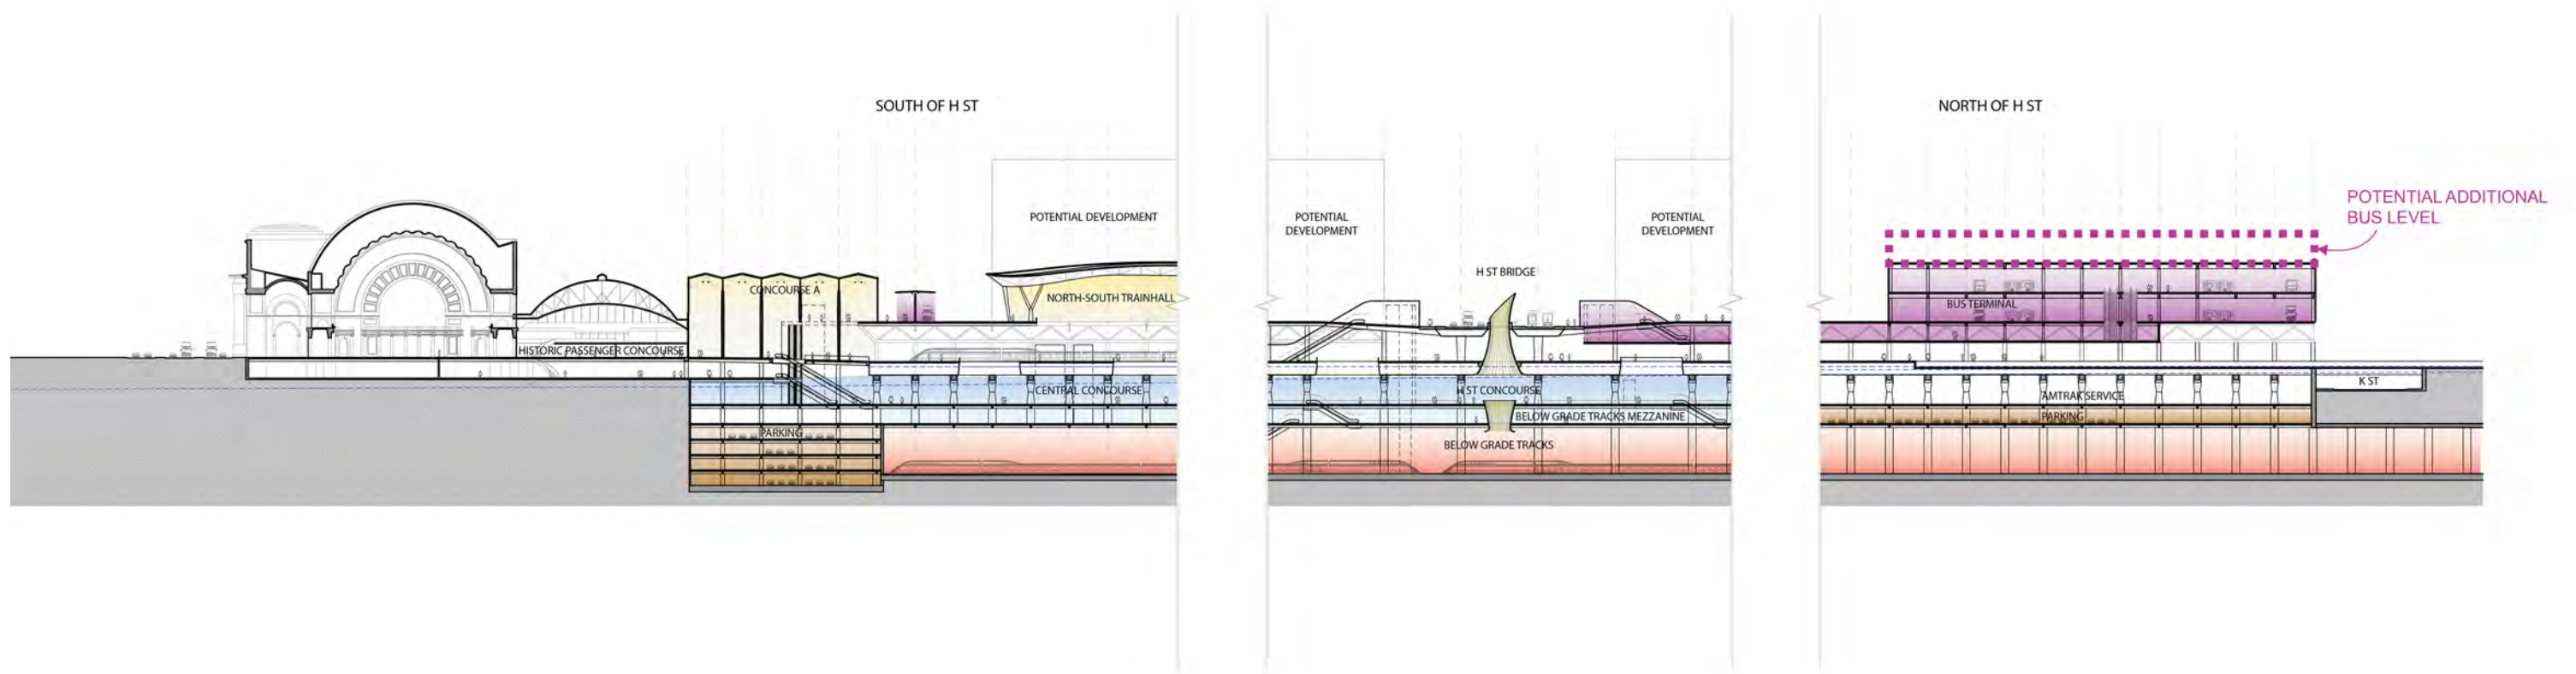 SOUTH OF H ST
NORTH OF H ST
POTENTIAL ADDITIONAL
BUS LEVEL
POTENTIAL DEVELOPMENT
POTENTIAL
DEVELOPMENT
POTENTIAL
DEVELOPMENT
H ST BRIDGE
CONCOURSE A
NORTH-SOUTH TRAINHALL
BUS TERMINAL
HISTORIC PASSENGER CONCOURSE
CENTRAL CONCOURSE
H ST CONCOURSE
K ST
AMTRAK SERVICE
BELOW GRADE TRACKS MEZZANINE
PARKING
PARKING
BELOW GRADE TRACKS